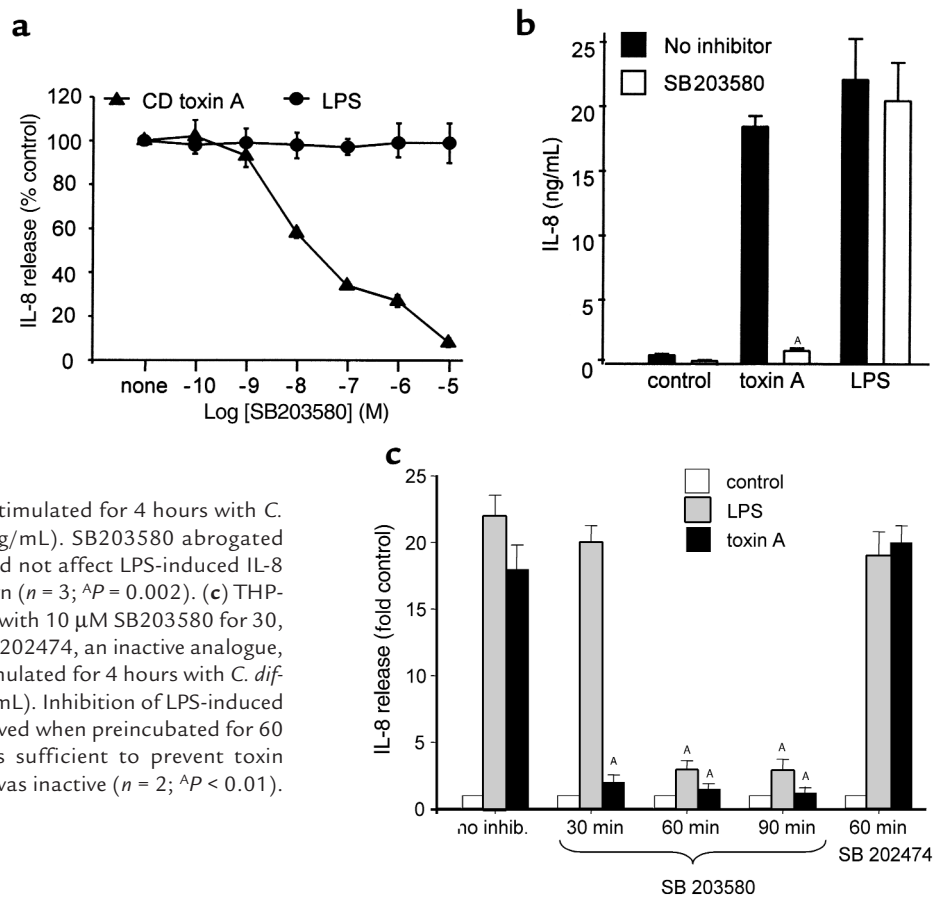 a
120
CD toxin A
LPS
100
80
60
40
20
0
IL-8 release (% control)
none -10 -9 -8 -7 -6 -5
Log [SB203580] (M)
b
25
20
15
10
5
0
IL-8 (ng/mL)
No inhibitor
SB203580
A
control toxin A LPS
timulated for 4 hours with C.
g/mL). SB203580 abrogated
d not affect LPS-induced IL-8
n (n = 3; ᴬP = 0.002). (c) THP-
with 10 μM SB203580 for 30,
202474, an inactive analogue,
nulated for 4 hours with C. dif-
mL). Inhibition of LPS-induced
ved when preincubated for 60
s sufficient to prevent toxin
was inactive (n = 2; ᴬP < 0.01).
c
25
20
15
10
5
0
IL-8 release (fold control)
control
LPS
toxin A
A A A A A
no inhib. 30 min 60 min 90 min 60 min
SB 202474
SB 203580